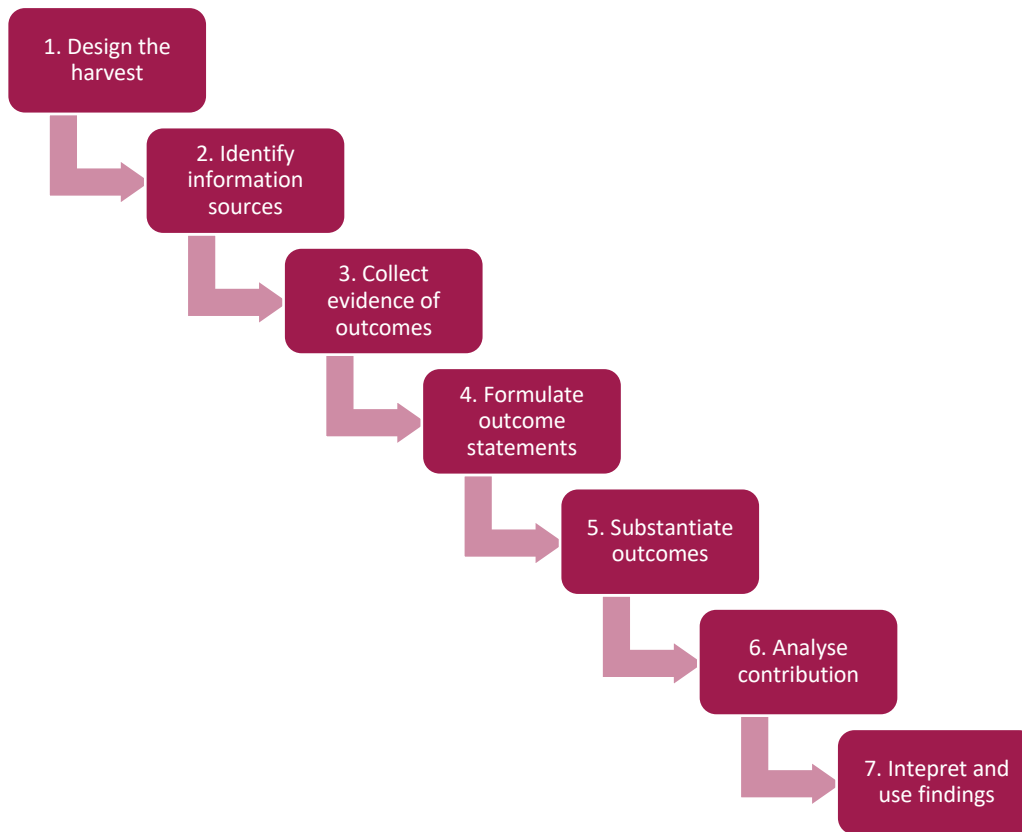 1. Design the
harvest
2. Identify
information
sources
3. Collect
evidence of
outcomes
4. Formulate
outcome
statements
5. Substantiate
outcomes
6. Analyse
contribution
7. Intepret and
use findings